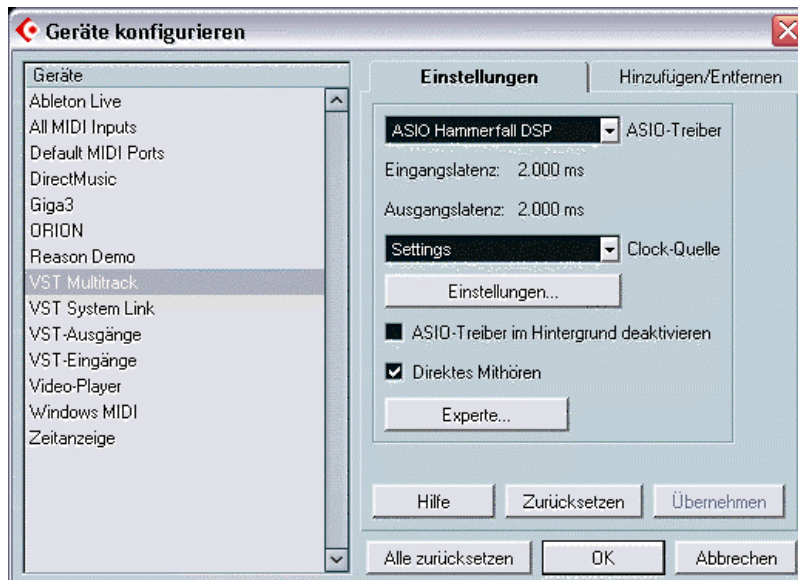 Geräte konfigurieren
Geräte
Ableton Live
All MIDI Inputs
Default MIDI Ports
DirectMusic
Giga3
ORION
Reason Demo
VST Multitrack
VST System Link
VST-Ausgänge
VST-Eingänge
Video-Player
Windows MIDI
Zeitanzeige
Einstellungen
Hinzufügen/Entfernen
ASIO Hammerfall DSP ASIO-Treiber
Eingangslatenz: 2.000 ms
Ausgangslatenz: 2.000 ms
Settings Clock-Quelle
Einstellungen...
ASIO-Treiber im Hintergrund deaktivieren
Direktes Mithören
Experte...
Hilfe
Zurücksetzen
Übernehmen
Alle zurücksetzen
OK
Abbrechen